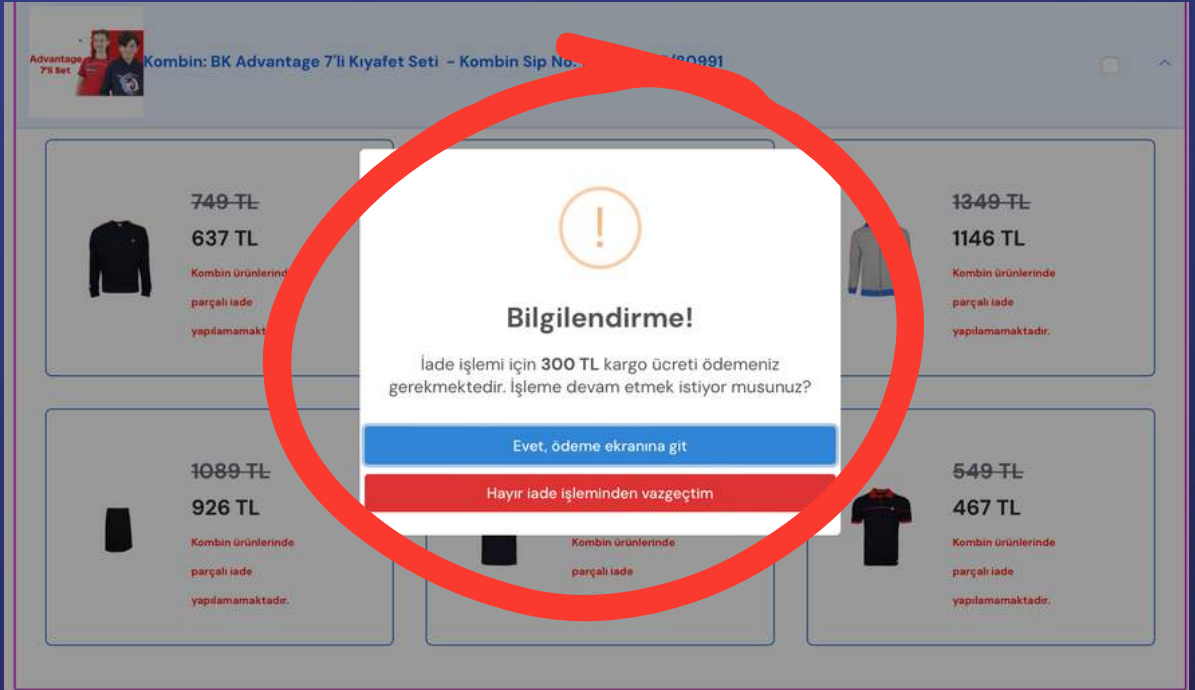 Advantage
7'li Set
Kombin: BK Advantage 7'li Kıyafet Seti - Kombin Sip No. /80991
749 TL
637 TL
Kombin ürünlerinde
parçalı iade
yapılamamakt
1349 TL
1146 TL
Kombin ürünlerinde
parçalı iade
yapılamamaktadır.
!
Bilgilendirme!
İade işlemi için 300 TL kargo ücreti ödemeniz
gerekmektedir. İşleme devam etmek istiyor musunuz?
Evet, ödeme ekranına git
Hayır iade işleminden vazgeçtim
1089 TL
926 TL
Kombin ürünlerinde
parçalı iade
yapılamamaktadır.
Kombin ürünlerinde
parçalı iade
549 TL
467 TL
Kombin ürünlerinde
parçalı iade
yapılamamaktadır.